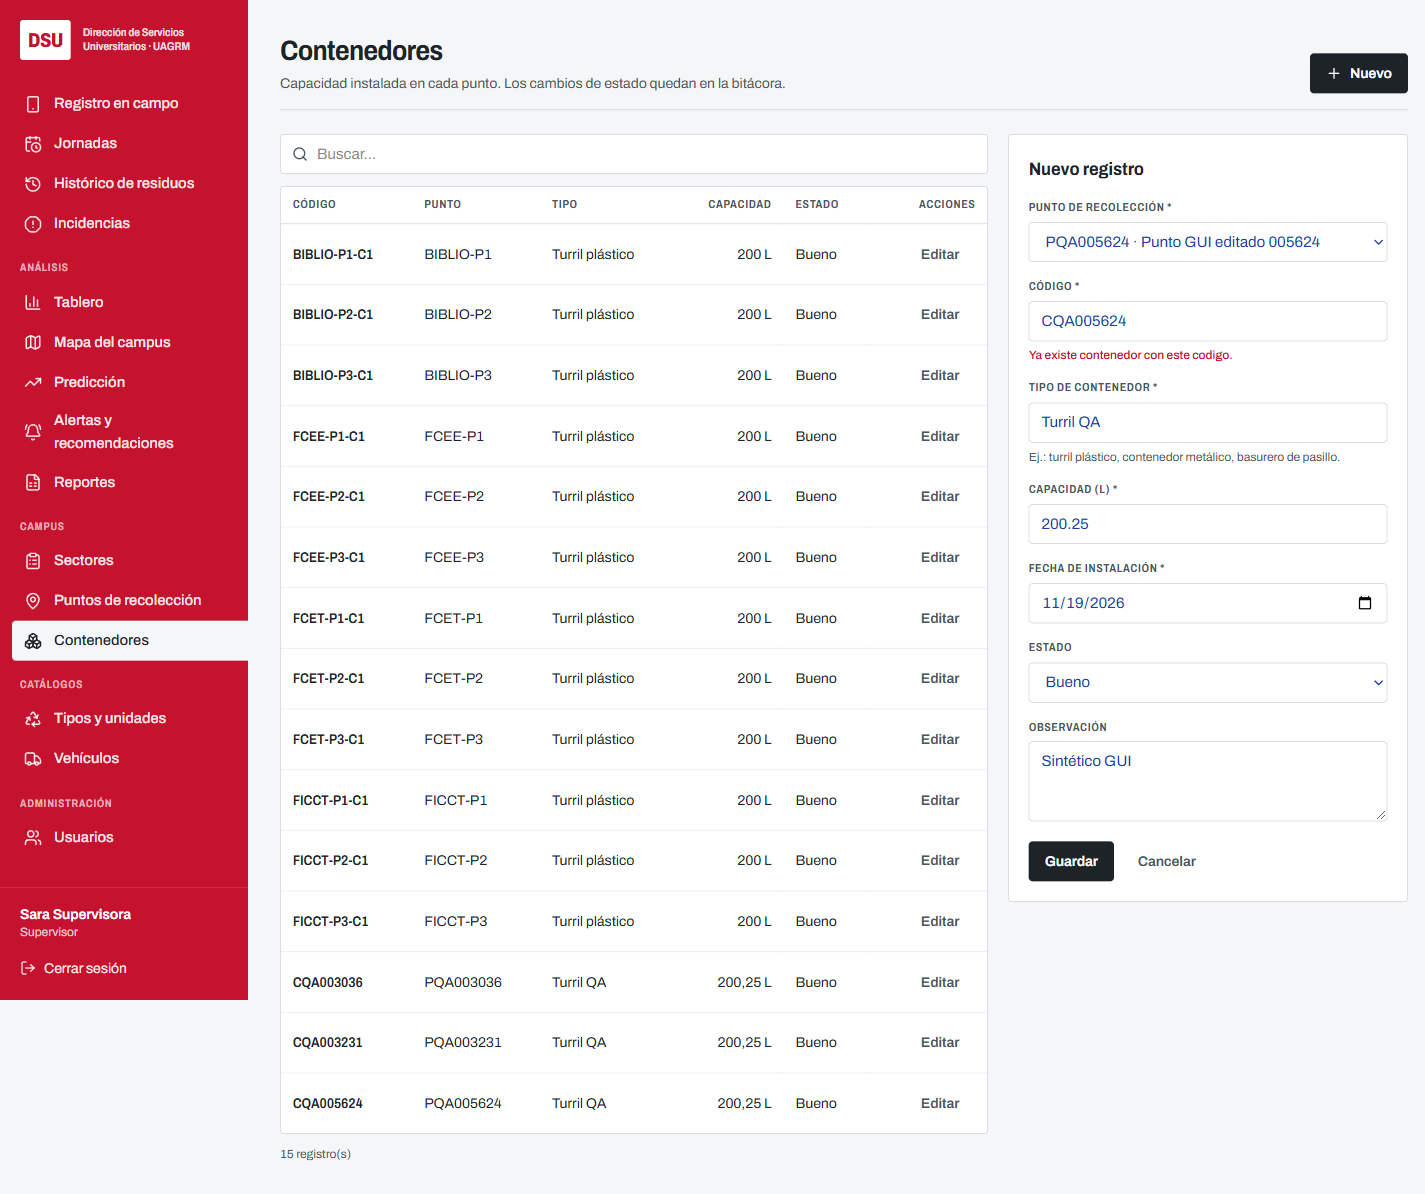 DSU
Dirección de Servicios
Universitarios · UAGRM
Registro en campo
Jornadas
Histórico de residuos
Incidencias
ANÁLISIS
Tablero
Mapa del campus
Predicción
Alertas y
recomendaciones
Reportes
CAMPUS
Sectores
Puntos de recolección
Contenedores
CATÁLOGOS
Tipos y unidades
Vehículos
ADMINISTRACIÓN
Usuarios
Sara Supervisora
Supervisor
Cerrar sesión
Contenedores
Capacidad instalada en cada punto. Los cambios de estado quedan en la bitácora.
+ Nuevo
Buscar...
CÓDIGO PUNTO TIPO CAPACIDAD ESTADO ACCIONES
BIBLIO-P1-C1 BIBLIO-P1 Turril plástico 200 L Bueno Editar
BIBLIO-P2-C1 BIBLIO-P2 Turril plástico 200 L Bueno Editar
BIBLIO-P3-C1 BIBLIO-P3 Turril plástico 200 L Bueno Editar
FCEE-P1-C1 FCEE-P1 Turril plástico 200 L Bueno Editar
FCEE-P2-C1 FCEE-P2 Turril plástico 200 L Bueno Editar
FCEE-P3-C1 FCEE-P3 Turril plástico 200 L Bueno Editar
FCET-P1-C1 FCET-P1 Turril plástico 200 L Bueno Editar
FCET-P2-C1 FCET-P2 Turril plástico 200 L Bueno Editar
FCET-P3-C1 FCET-P3 Turril plástico 200 L Bueno Editar
FICCT-P1-C1 FICCT-P1 Turril plástico 200 L Bueno Editar
FICCT-P2-C1 FICCT-P2 Turril plástico 200 L Bueno Editar
FICCT-P3-C1 FICCT-P3 Turril plástico 200 L Bueno Editar
CQA003036 PQA003036 Turril QA 200,25 L Bueno Editar
CQA003231 PQA003231 Turril QA 200,25 L Bueno Editar
CQA005624 PQA005624 Turril QA 200,25 L Bueno Editar
15 registro(s)
Nuevo registro
PUNTO DE RECOLECCIÓN *
PQA005624 · Punto GUI editado 005624
CÓDIGO *
CQA005624
Ya existe contenedor con este codigo.
TIPO DE CONTENEDOR *
Turril QA
Ej.: turril plástico, contenedor metálico, basurero de pasillo.
CAPACIDAD (L) *
200.25
FECHA DE INSTALACIÓN *
11/19/2026
ESTADO
Bueno
OBSERVACIÓN
Sintético GUI
Guardar Cancelar